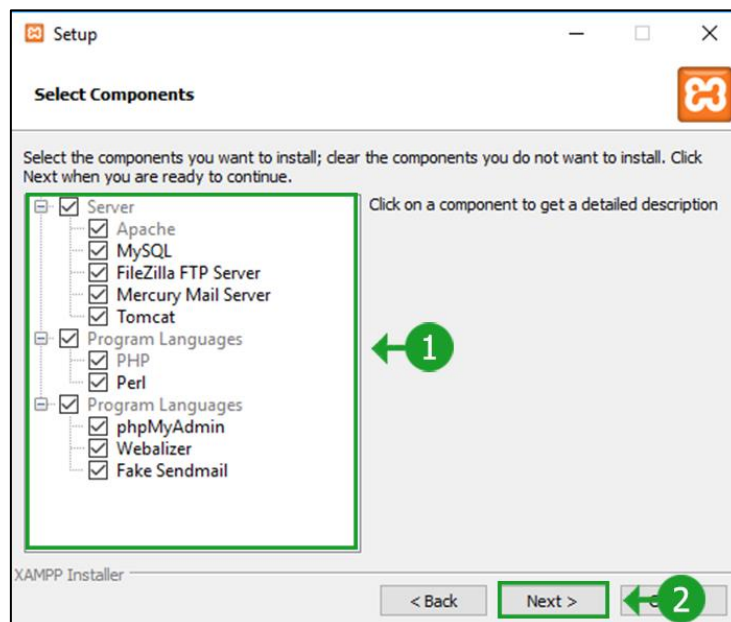 Setup
Select Components
Select the components you want to install; clear the components you do not want to install. Click
Next when you are ready to continue.
Server
Apache
MySQL
FileZilla FTP Server
Mercury Mail Server
Tomcat
Program Languages
PHP
Perl
Program Languages
phpMyAdmin
Webalizer
Fake Sendmail
Click on a component to get a detailed description
1
XAMPP Installer
< Back
Next >
2